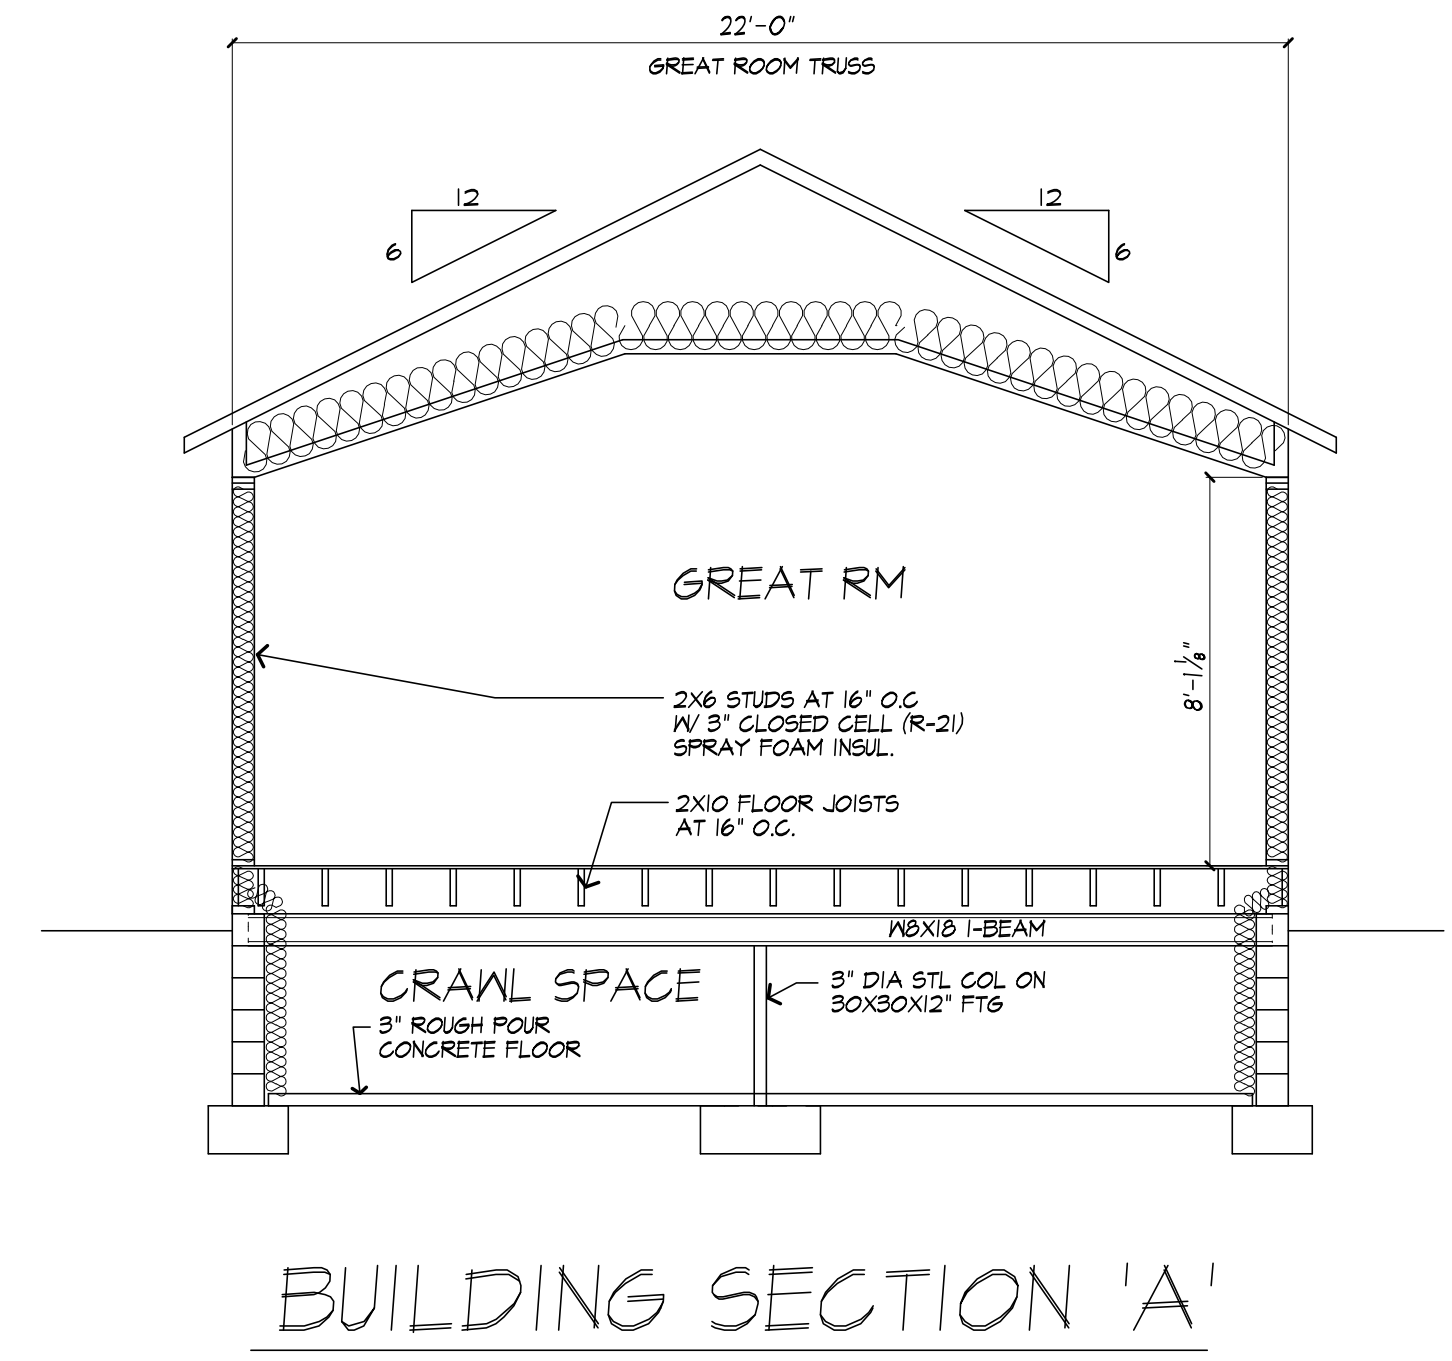 22'-0"
GREAT ROOM TRUSS
12
12
6
6
GREAT RM
8'-1⅛"
2X6 STUDS AT 16" O.C
W/ 3" CLOSED CELL (R-21)
SPRAY FOAM INSUL.
2X10 FLOOR JOISTS
AT 16" O.C.
W8X18 I-BEAM
CRAWL SPACE
3" DIA STL COL ON
30X30X12" FTG
3" ROUGH POUR
CONCRETE FLOOR
BUILDING SECTION 'A'